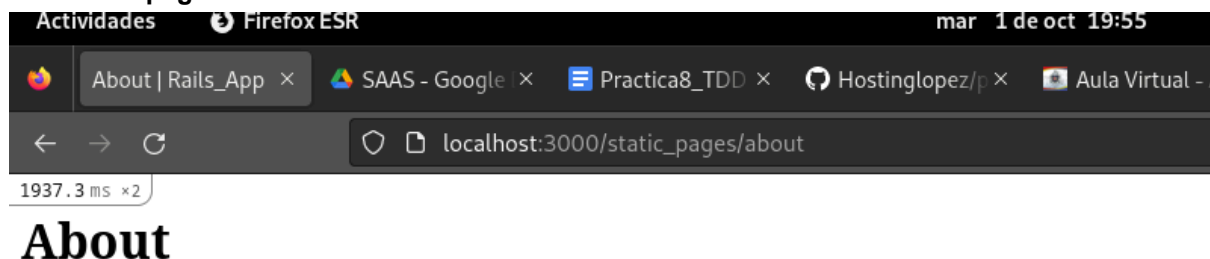 Actividades Firefox ESR mar 1 de oct 19:55
About | Rails_App × SAAS - Google × Practica8_TDD × Hostinglopez/p × Aula Virtual -
localhost:3000/static_pages/about
1937.3 ms ×2
About